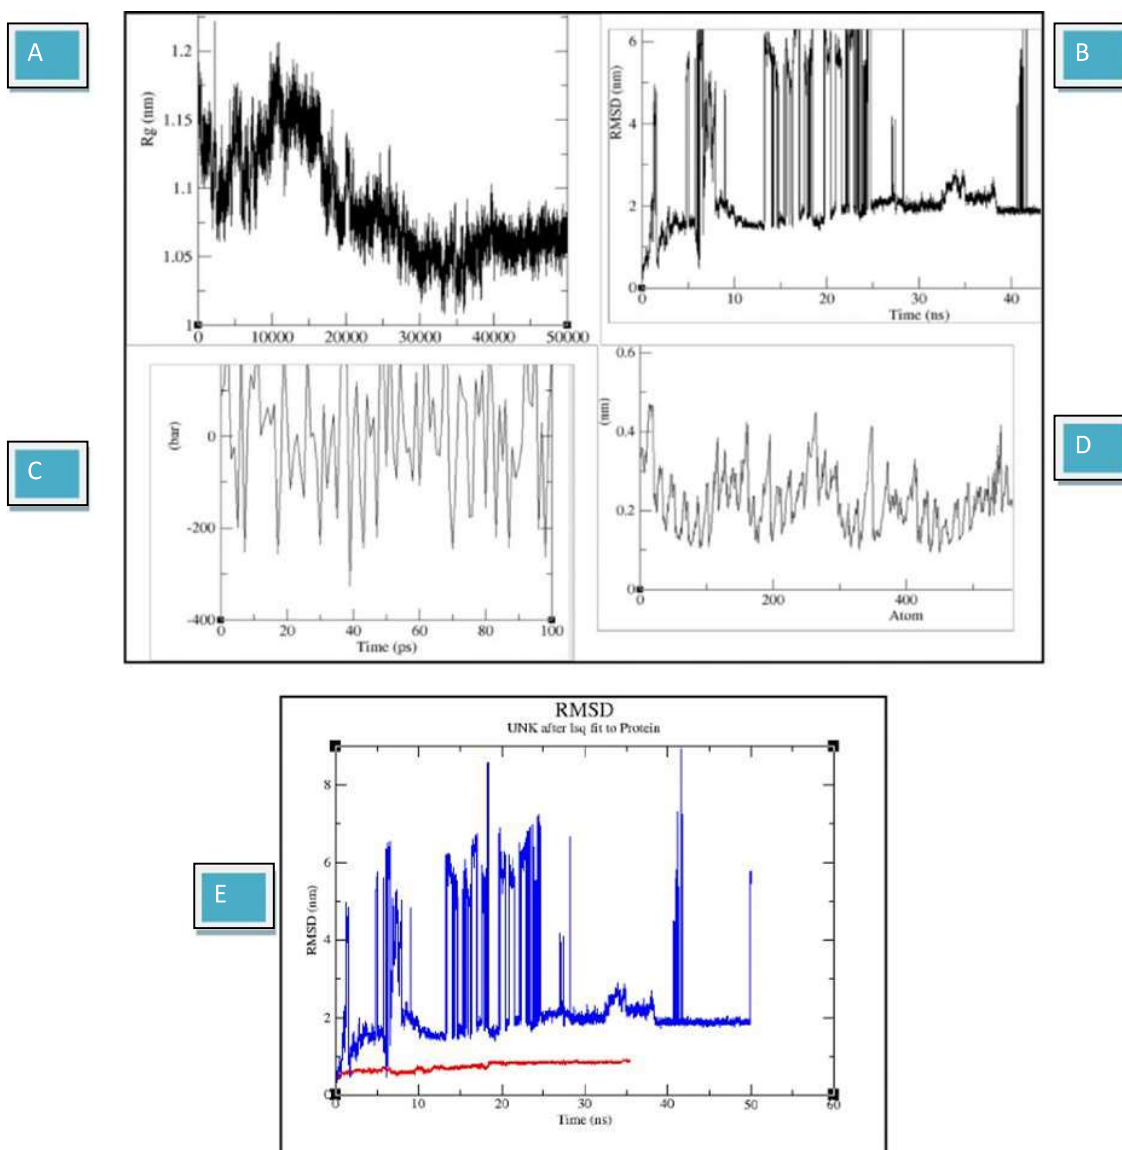 A
Rg (nm)
1.2
1.15
1.1
1.05
1
0 10000 20000 30000 40000 50000
B
RMSD (nm)
6
4
2
0
0 10 20 30 40
Time (ns)
C
(bar)
0
-200
-400
0 20 40 60 80 100
Time (ps)
D
(nm)
0.6
0.4
0.2
0
0 200 400
Atom
E
RMSD
UNK after lsq fit to Protein
RMSD (nm)
8
6
4
2
0
0 10 20 30 40 50 60
Time (ns)